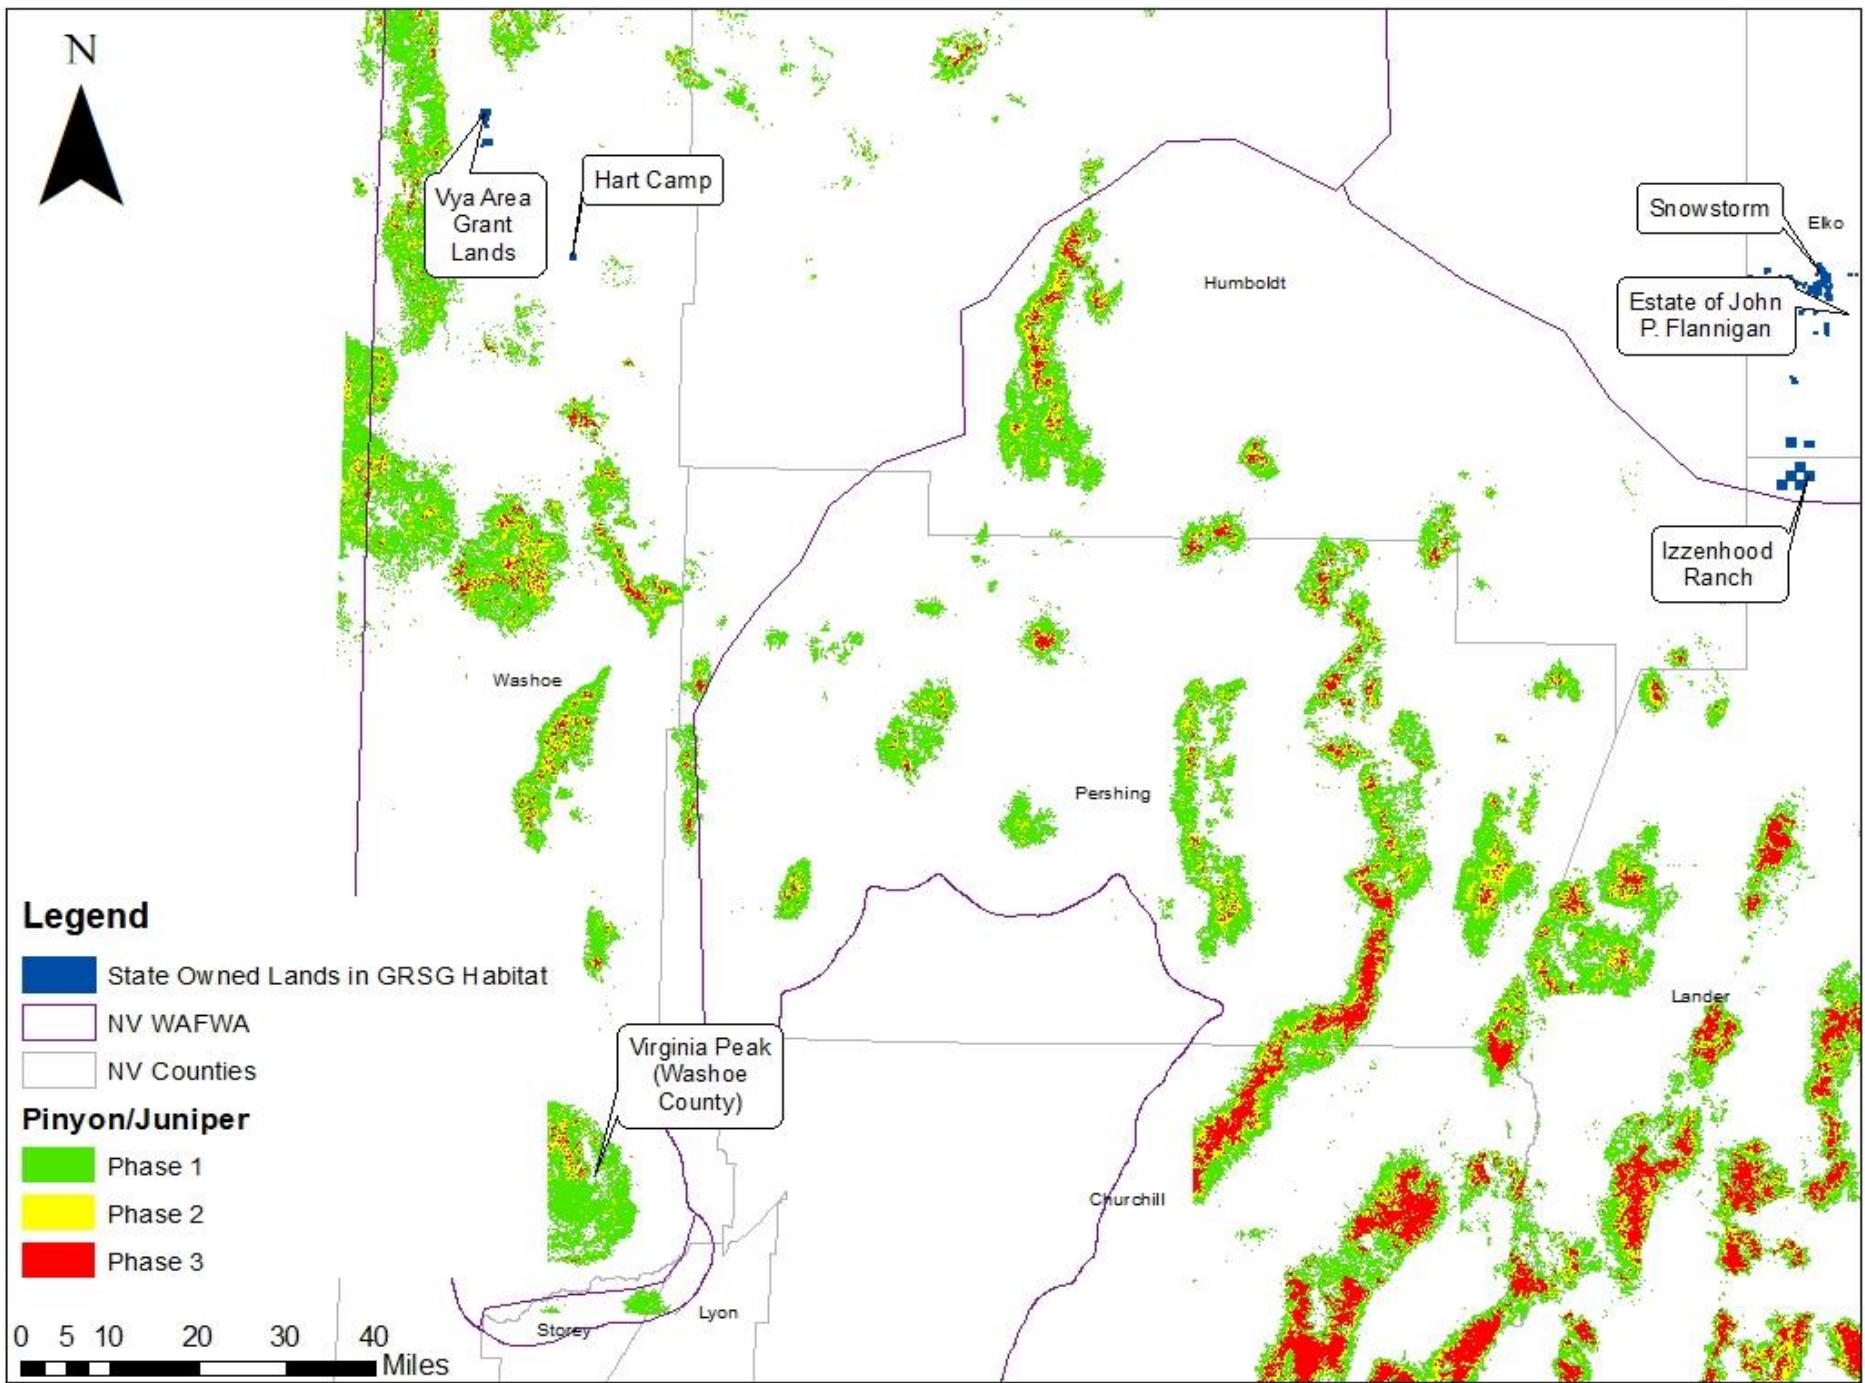 N
Vya Area
Grant
Lands
Hart Camp
Snowstorm
Elko
Estate of John
P. Flannigan
Humboldt
Izzenhood
Ranch
Washoe
Pershing
Lander
Virginia Peak
(Washoe
County)
Churchill
Lyon
Storey
Legend
State Owned Lands in GRSG Habitat
NV WAFWA
NV Counties
Pinyon/Juniper
Phase 1
Phase 2
Phase 3
0 5 10 20 30 40
Miles